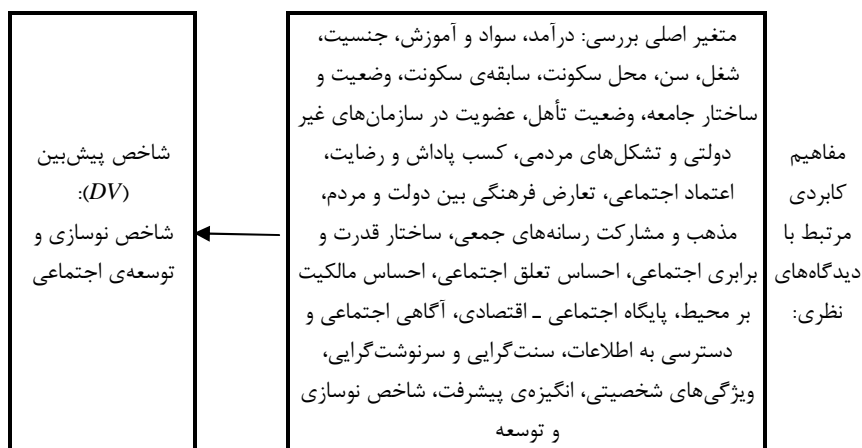 مفاهیم
کابردی
مرتبط با
دیدگاه‌های
نظری:
متغیر اصلی بررسی: درآمد، سواد و آموزش، جنسیت،
شغل، سن، محل سکونت، سابقه‌ی سکونت، وضعیت و
ساختار جامعه، وضعیت تأهل، عضویت در سازمان‌های غیر
دولتی و تشکل‌های مردمی، کسب پاداش و رضایت،
اعتماد اجتماعی، تعارض فرهنگی بین دولت و مردم،
مذهب و مشارکت رسانه‌های جمعی، ساختار قدرت و
برابری اجتماعی، احساس تعلق اجتماعی، احساس مالکیت
بر محیط، پایگاه اجتماعی ـ اقتصادی، آگاهی اجتماعی و
دسترسی به اطلاعات، سنت‌گرایی و سرنوشت‌گرایی،
ویژگی‌های شخصیتی، انگیزه‌ی پیشرفت، شاخص نوسازی
و توسعه
شاخص پیش‌بین
(DV):
شاخص نوسازی و
توسعه‌ی اجتماعی